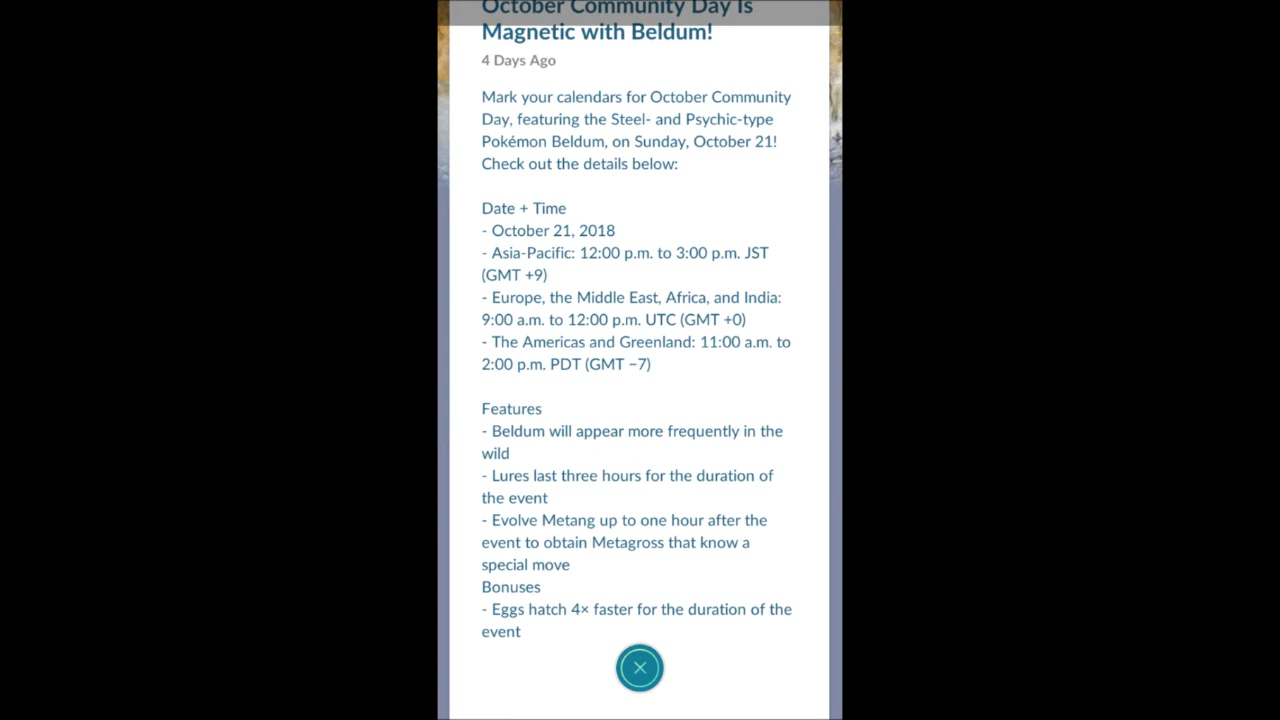 October Community Day Is
Magnetic with Beldum!
4 Days Ago
Mark your calendars for October Community
Day, featuring the Steel- and Psychic-type
Pokémon Beldum, on Sunday, October 21!
Check out the details below:
Date + Time
- October 21, 2018
- Asia-Pacific: 12:00 p.m. to 3:00 p.m. JST
(GMT +9)
- Europe, the Middle East, Africa, and India:
9:00 a.m. to 12:00 p.m. UTC (GMT +0)
- The Americas and Greenland: 11:00 a.m. to
2:00 p.m. PDT (GMT −7)
Features
- Beldum will appear more frequently in the
wild
- Lures last three hours for the duration of
the event
- Evolve Metang up to one hour after the
event to obtain Metagross that know a
special move
Bonuses
- Eggs hatch 4× faster for the duration of the
event